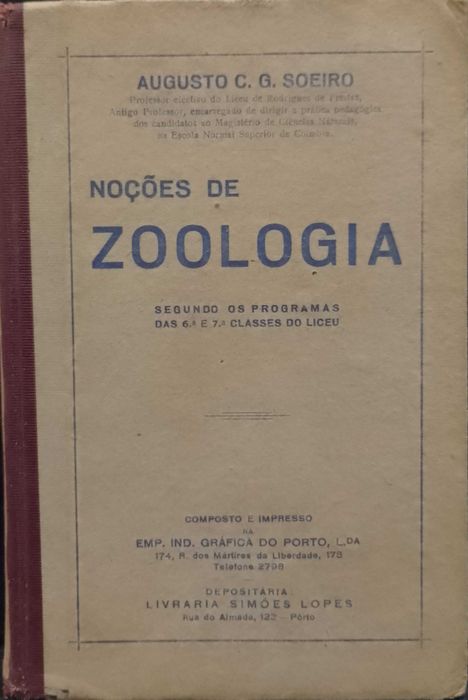 AUGUSTO C. G. SOEIRO
Professor efectivo do Liceu de Rodrigues de Freitas,
Antigo Professor, encarregado de dirigir a prática pedagógica
dos candidatos ao Magistério de Ciências Naturais,
na Escola Normal Superior de Coimbra.
NOÇÕES DE
ZOOLOGIA
SEGUNDO OS PROGRAMAS
DAS 6.ª E 7.ª CLASSES DO LICEU
COMPOSTO E IMPRESSO
NA
EMP. IND. GRÁFICA DO PORTO, L.DA
174, R. dos Mártires da Liberdade, 178
Telefone 2798
DEPOSITÁRIA:
LIVRARIA SIMÕES LOPES
Rua do Almada, 123 — Pôrto